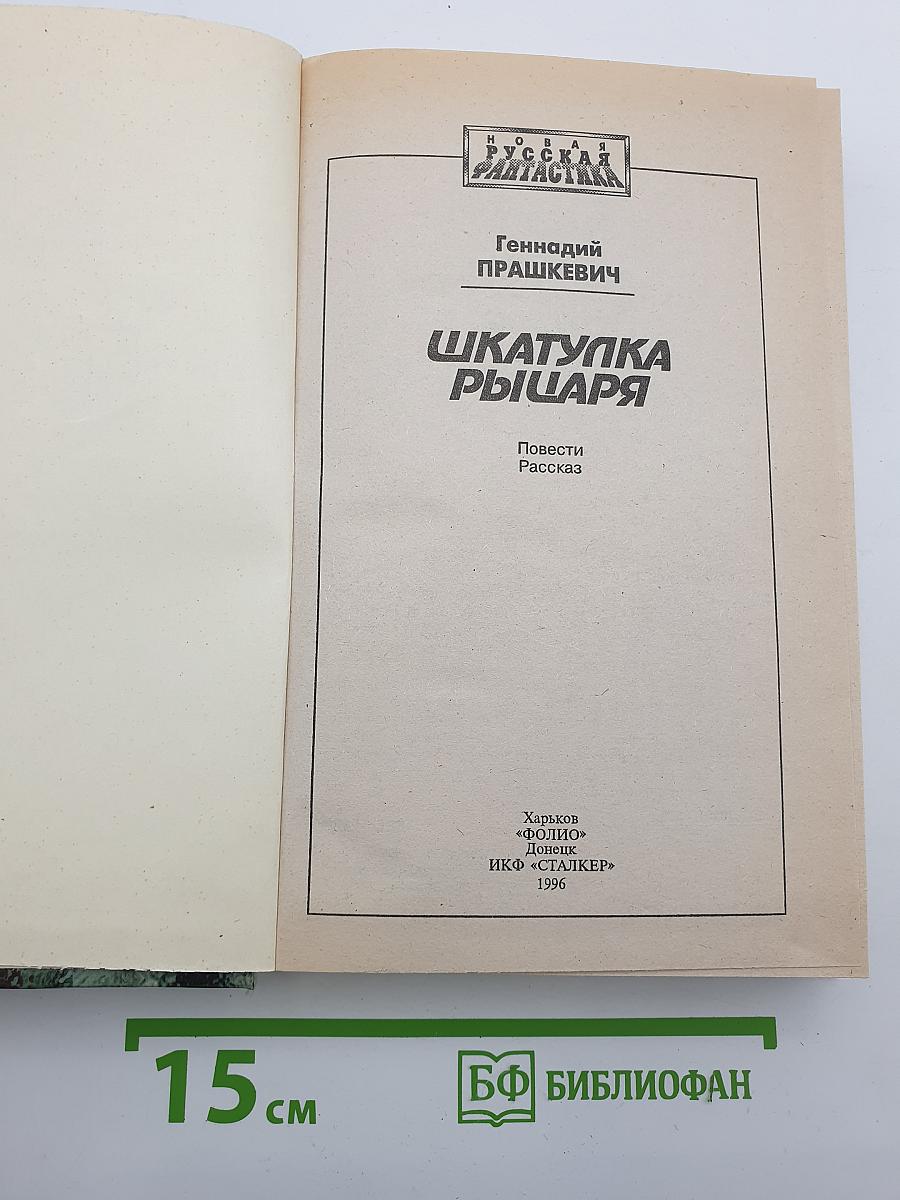 НОВАЯ
РУССКАЯ
ФАНТАСТИКА
Геннадий
ПРАШКЕВИЧ
ШКАТУЛКА
РЫЦАРЯ
Повести
Рассказ
Харьков
«ФОЛИО»
Донецк
ИКФ «СТАЛКЕР»
1996
15 см
БФ БИБЛИОФАН